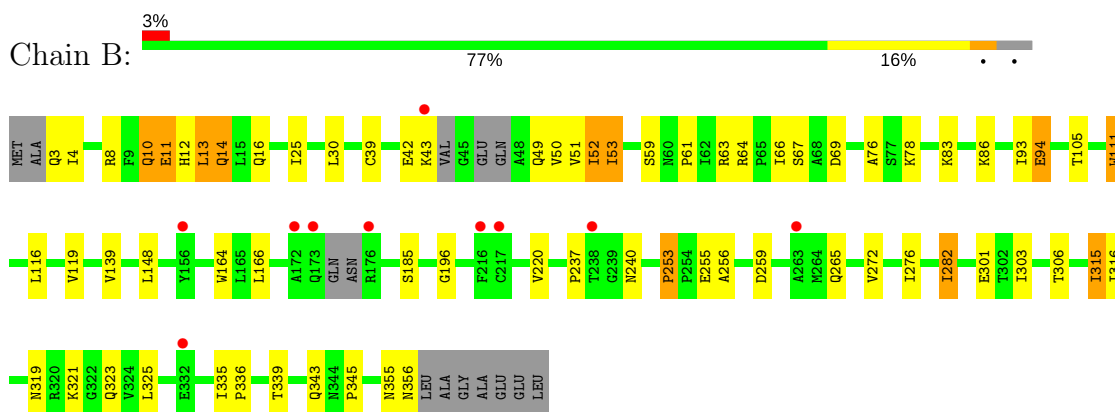 3%
Chain B:
77% 16% • •
MET ALA Q3 I4 R8 F9 Q10 E11 H12 L13 Q14 L15 Q16 I25 L30 C39 E42 K43 VAL G45 GLU GLN A48 Q49 V50 V51 I52 I53 S59 N60 P61 I62 R63 R64 P65 I66 S67 A68 D69 A76 S77 K78 K83 K86 I93 E94 T105
L116 V119 V139 L148 Y156 W164 L165 L166 A172 Q173 GLN ASN R176 S185 G196 F216 C217 V220 P237 T238 G239 N240 P253 P254 E255 A256 D259 A263 M264 Q265 V272 I276 I282 E301 T302 I303 T306 I315
N319 R320 K321 G322 Q323 V324 L325 E332 I335 P336 T339 Q343 N344 P345 N355 N356 LEU ALA GLY ALA GLU GLU LEU